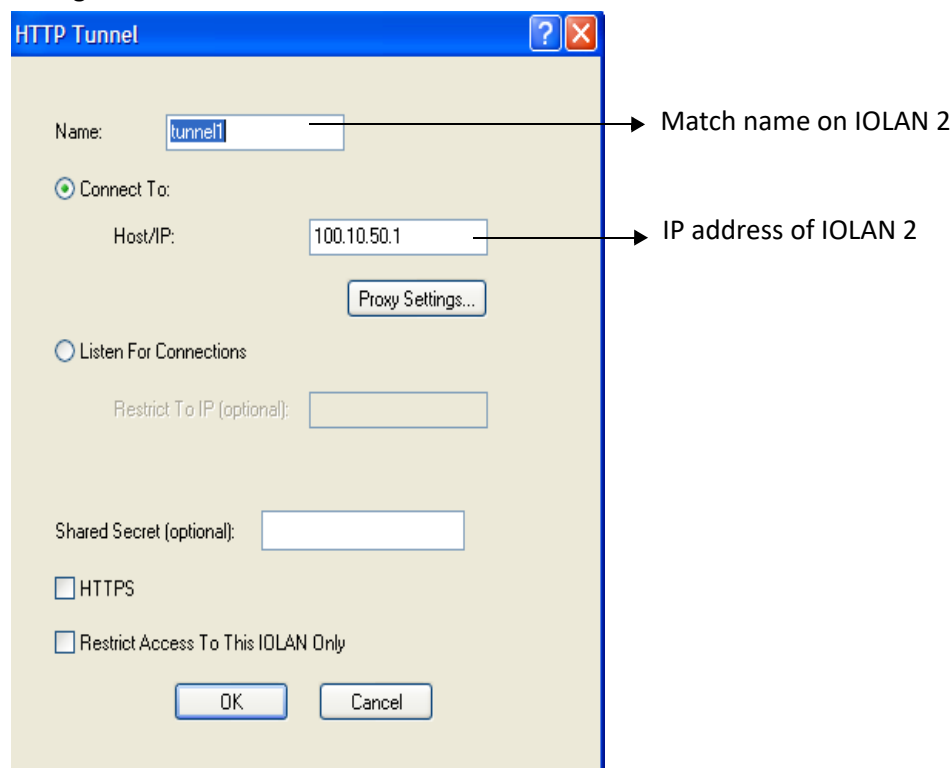 HTTP Tunnel
Name: tunnel1 Match name on IOLAN 2
Connect To:
Host/IP: 100.10.50.1 IP address of IOLAN 2
Proxy Settings...
Listen For Connections
Restrict To IP (optional):
Shared Secret (optional):
HTTPS
Restrict Access To This IOLAN Only
OK Cancel